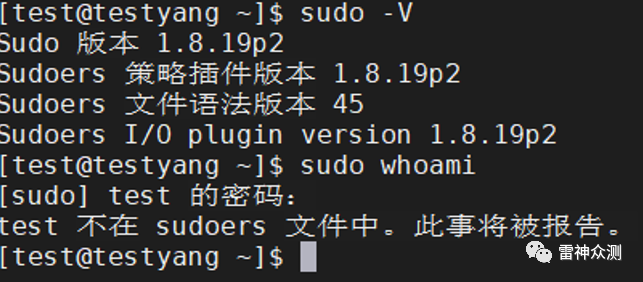 [test@testyang ~]$ sudo -V
Sudo 版本 1.8.19p2
Sudoers 策略插件版本 1.8.19p2
Sudoers 文件语法版本 45
Sudoers I/O plugin version 1.8.19p2
[test@testyang ~]$ sudo whoami
[sudo] test 的密码：
test 不在 sudoers 文件中。此事将被报告。
[test@testyang ~]$
雷神众测